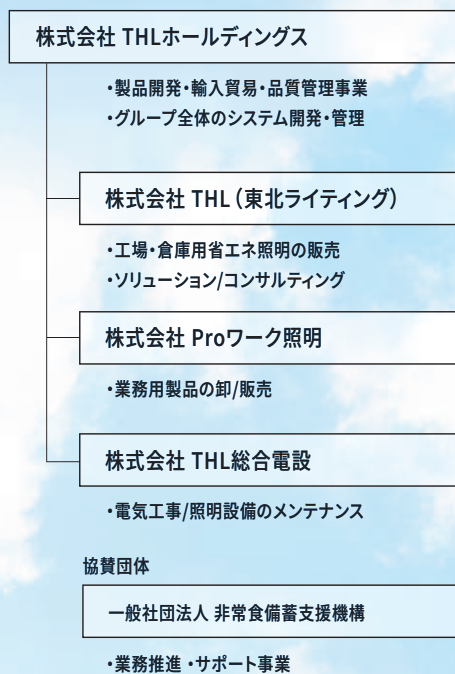 株式会社 THLホールディングス
・製品開発・輸入貿易・品質管理事業
・グループ全体のシステム開発・管理
株式会社 THL（東北ライティング）
・工場・倉庫用省エネ照明の販売
・ソリューション/コンサルティング
株式会社 Proワーク照明
・業務用製品の卸/販売
株式会社 THL総合電設
・電気工事/照明設備のメンテナンス
協賛団体
一般社団法人 非常食備蓄支援機構
・業務推進 ・サポート事業